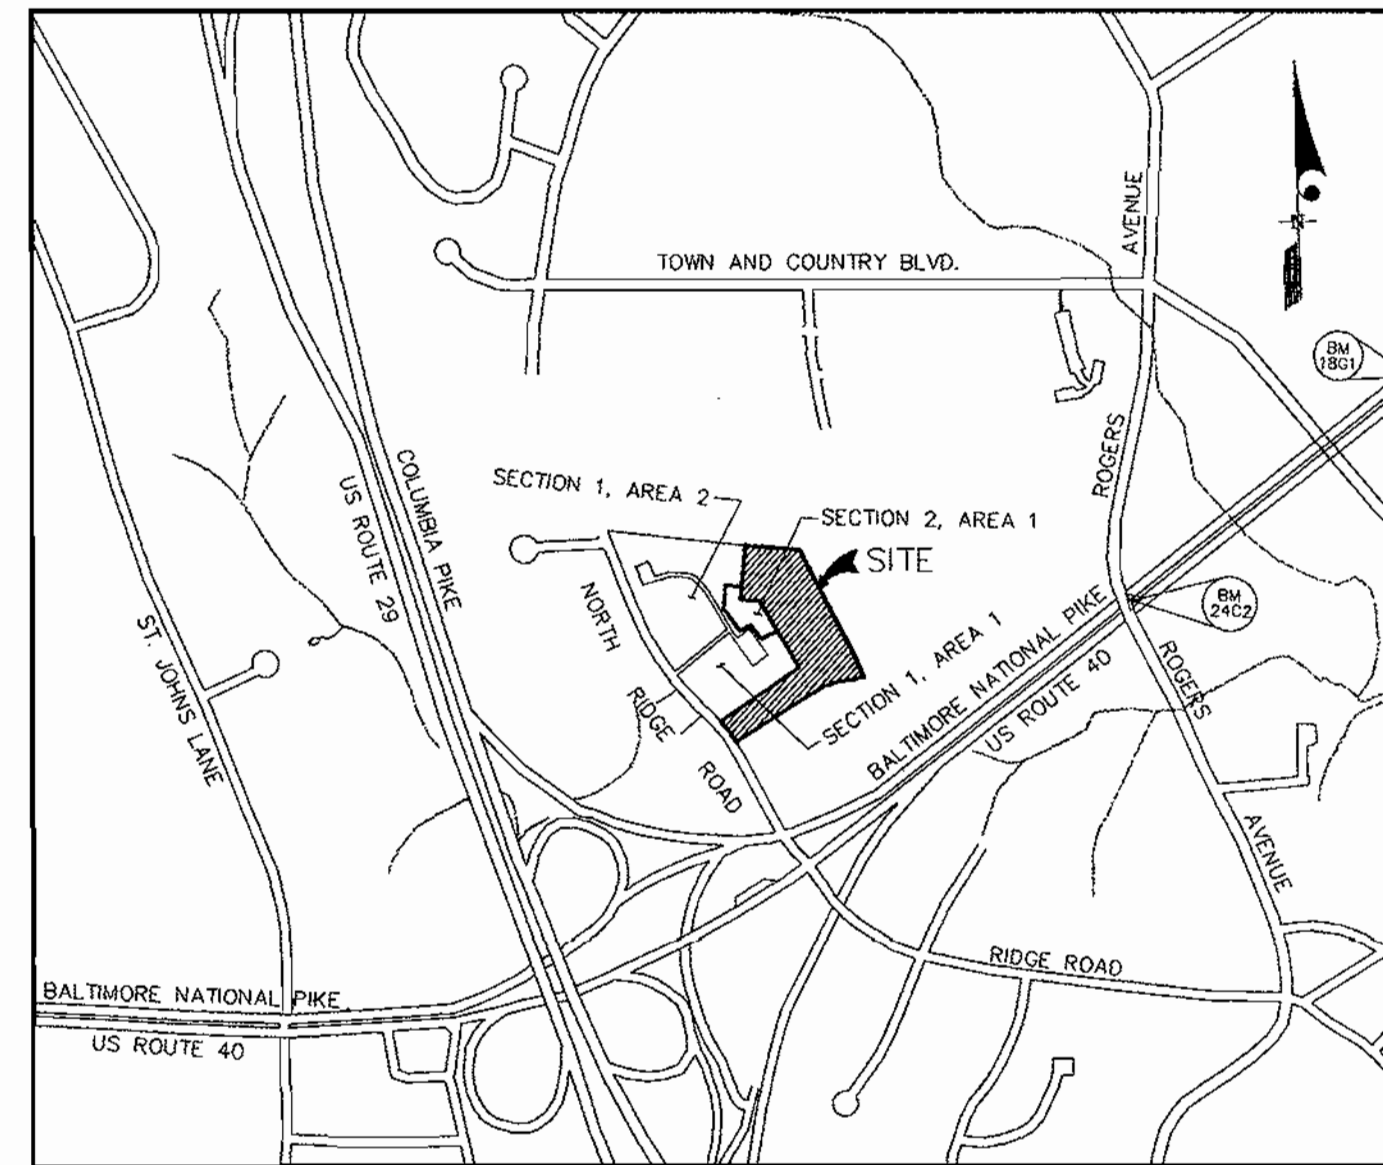 AVENUE
N
TOWN AND COUNTRY BLVD.
BM
18G1
ROGERS
COLUMBIA PIKE
US ROUTE 29
SECTION 1, AREA 2
SECTION 2, AREA 1
SITE
NORTH
RIDGE
ROAD
SECTION 1, AREA 1
BALTIMORE NATIONAL PIKE
US ROUTE 40
BM
24C2
ROGERS
AVENUE
ST. JOHNS LANE
RIDGE ROAD
BALTIMORE NATIONAL PIKE
US ROUTE 40